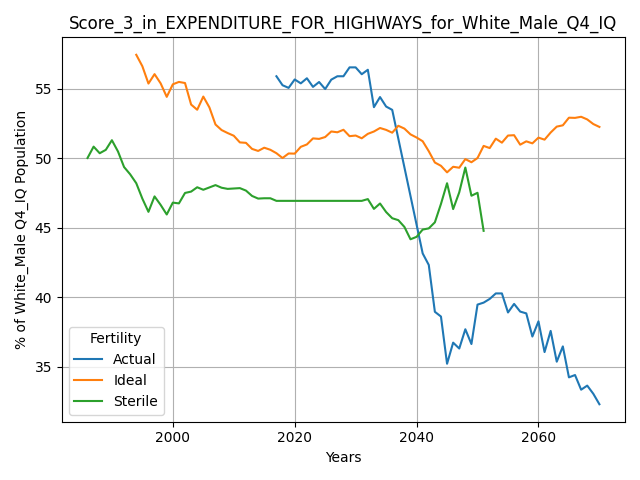 Score_3_in_EXPENDITURE_FOR_HIGHWAYS_for_White_Male_Q4_IQ
% of White_Male Q4_IQ Population
55
50
45
40
35
Fertility
Actual
Ideal
Sterile
2000 2020 2040 2060
Years